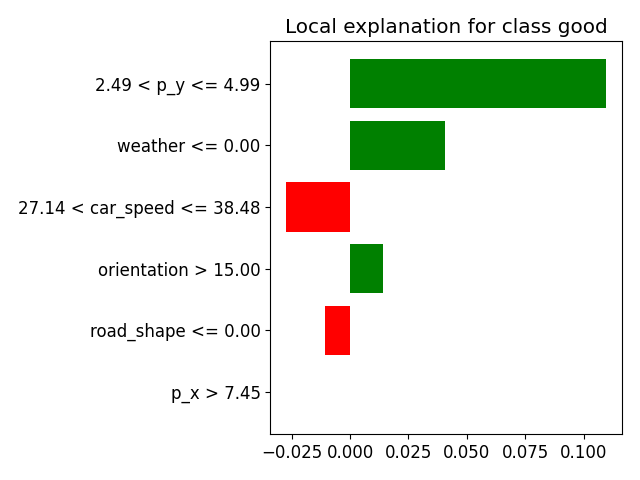 Local explanation for class good
2.49 < p_y <= 4.99
weather <= 0.00
27.14 < car_speed <= 38.48
orientation > 15.00
road_shape <= 0.00
p_x > 7.45
−0.025 0.000 0.025 0.050 0.075 0.100